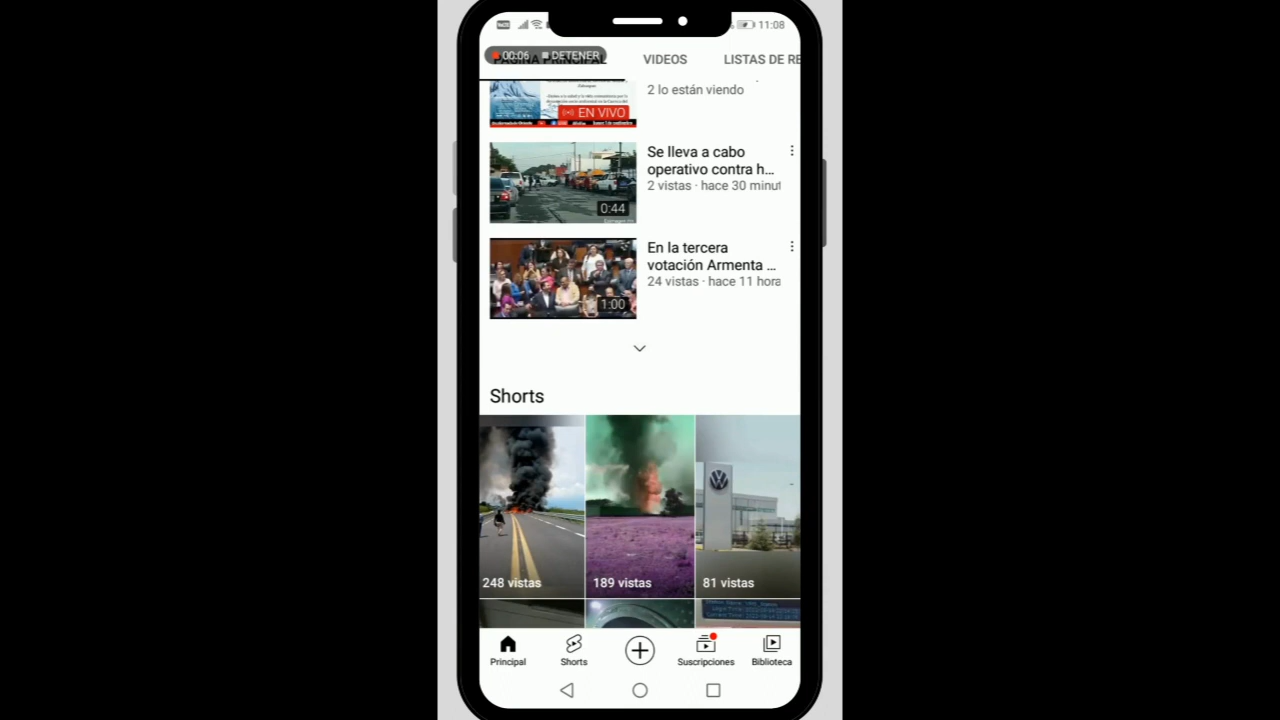 11:08
00:06 DETENER
PÁGINA PRINCIPAL
VIDEOS
LISTAS DE RE
2 lo están viendo
EN VIVO
Se lleva a cabo
operativo contra h...
2 vistas · hace 30 minut
0:44
En la tercera
votación Armenta ...
24 vistas · hace 11 hora
1:00
Shorts
248 vistas
189 vistas
81 vistas
Principal
Shorts
Suscripciones
Biblioteca